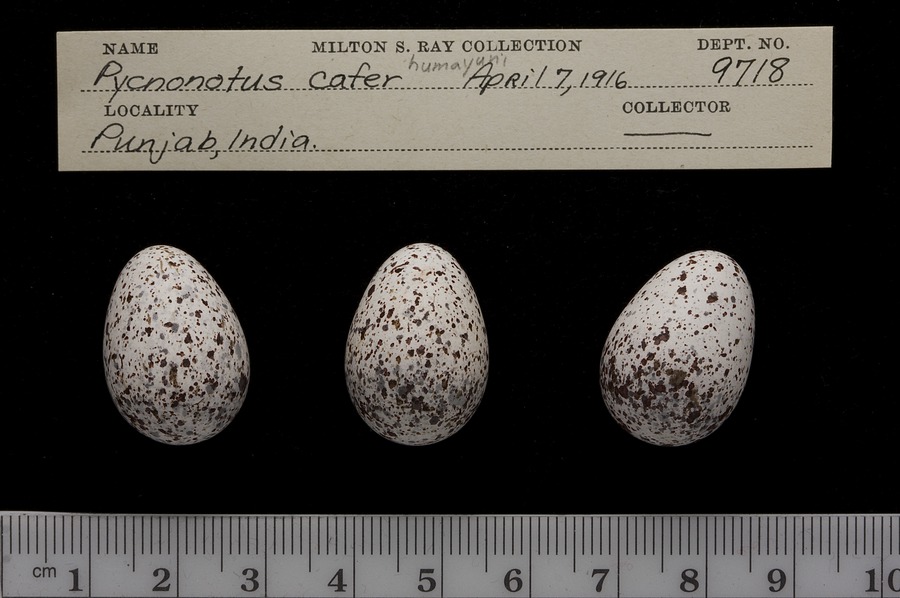 NAME MILTON S. RAY COLLECTION DEPT. NO.
Pycnonotus cafer humayuni April 7, 1916 9718
LOCALITY COLLECTOR
Punjab, India.
cm 1 2 3 4 5 6 7 8 9 10